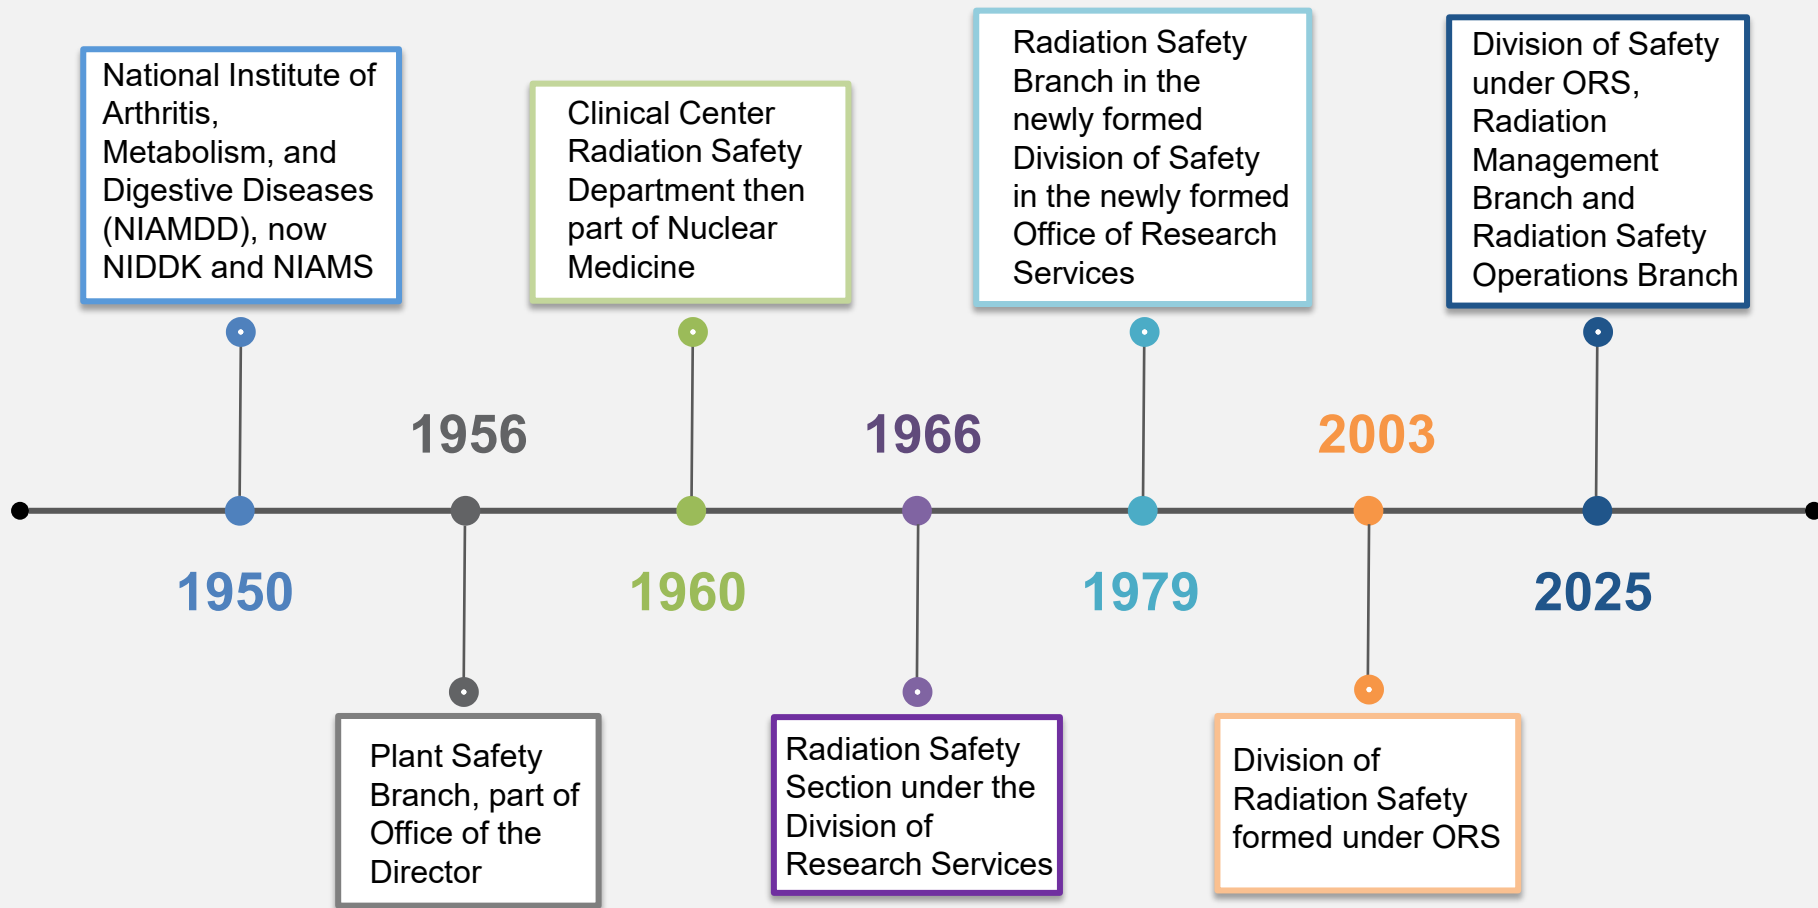 National Institute of
Arthritis,
Metabolism, and
Digestive Diseases
(NIAMDD), now
NIDDK and NIAMS
Clinical Center
Radiation Safety
Department then
part of Nuclear
Medicine
Radiation Safety
Branch in the
newly formed
Division of Safety
in the newly formed
Office of Research
Services
Division of Safety
under ORS,
Radiation
Management
Branch and
Radiation Safety
Operations Branch
1956
1966
2003
1950
1960
1979
2025
Plant Safety
Branch, part of
Office of the
Director
Radiation Safety
Section under the
Division of
Research Services
Division of
Radiation Safety
formed under ORS